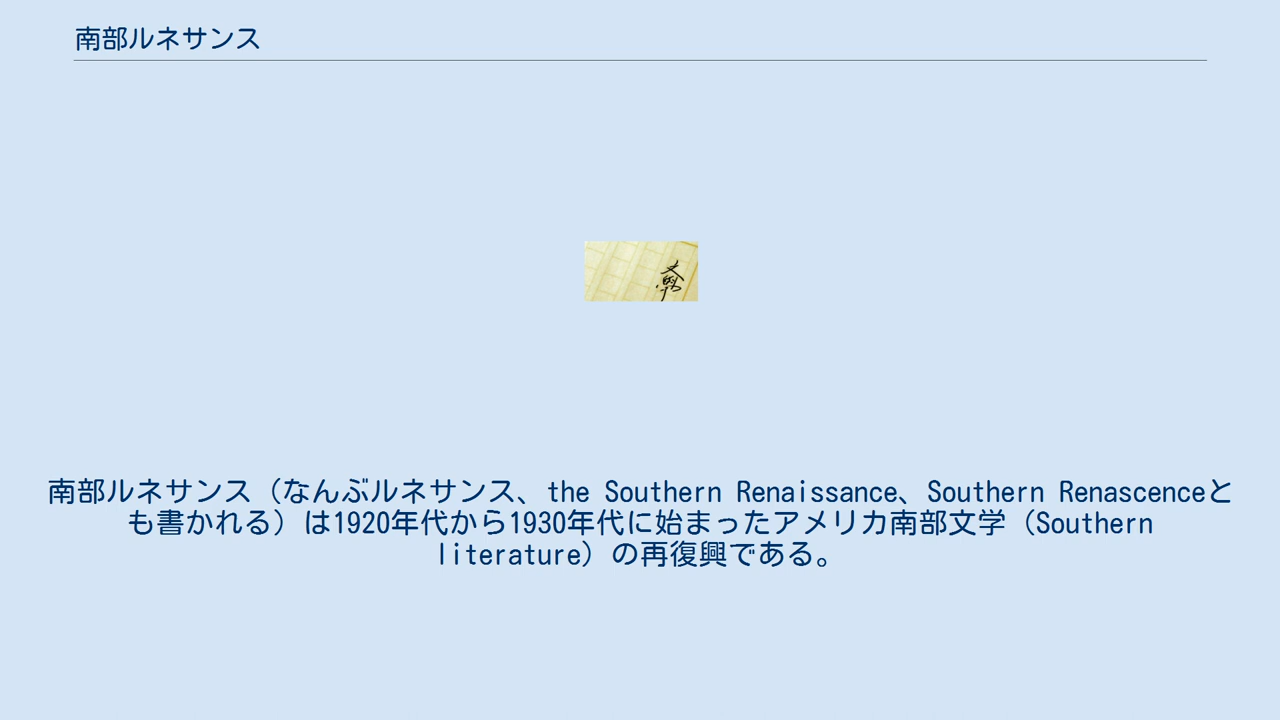 南部ルネサンス
南部ルネサンス（なんぶルネサンス、the Southern Renaissance、Southern Renascenceと
も書かれる）は1920年代から1930年代に始まったアメリカ南部文学（Southern
literature）の再復興である。